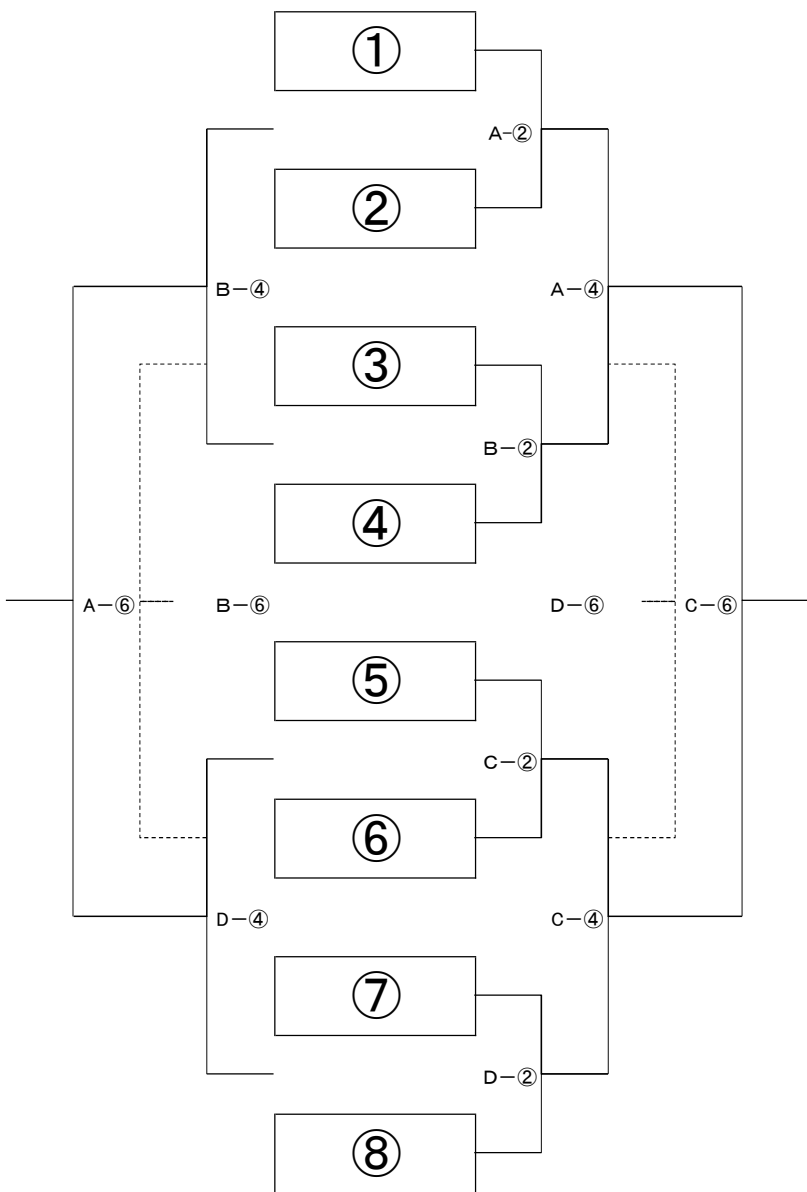 ①
A-②
②
B-④
A-④
③
B-②
④
A-⑥
B-⑥
D-⑥
C-⑥
⑤
C-②
⑥
D-④
C-④
⑦
D-②
⑧